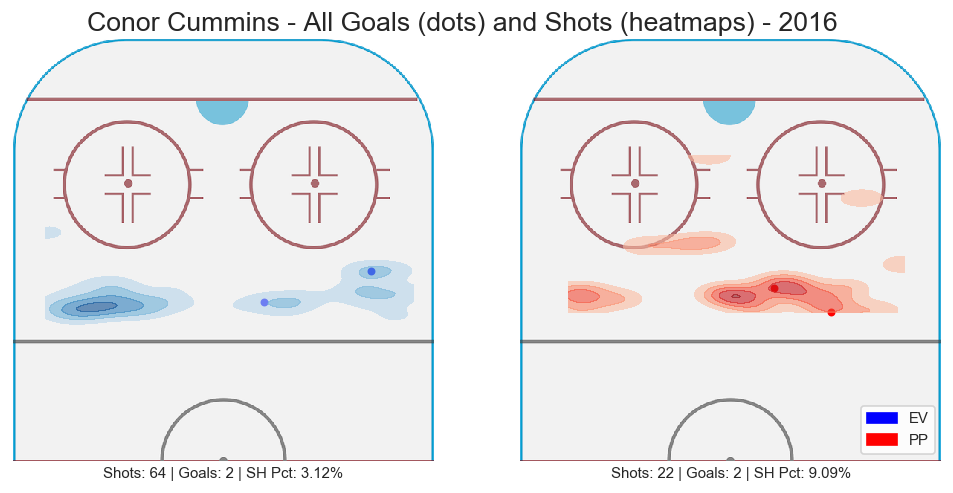 Conor Cummins - All Goals (dots) and Shots (heatmaps) - 2016
EV
PP
Shots: 64 | Goals: 2 | SH Pct: 3.12%
Shots: 22 | Goals: 2 | SH Pct: 9.09%